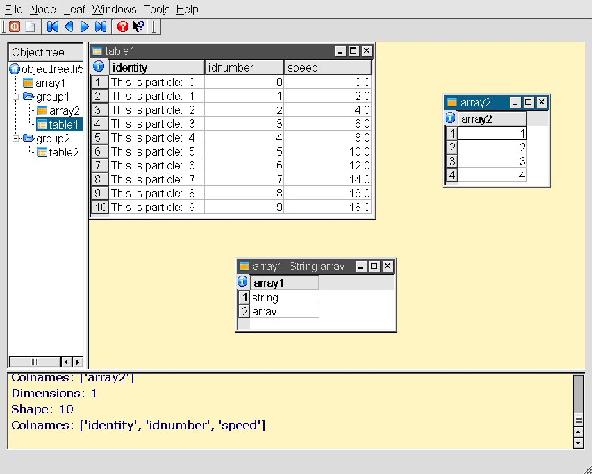 File Node Leaf Windows Tools Help
Object tree
objecttree.h5
array1
group1
array2
table1
group2
table2
table1
identity idnumber speed
1 This is particle: 0 0 0.0
2 This is particle: 1 1 2.0
3 This is particle: 2 2 4.0
4 This is particle: 3 3 6.0
5 This is particle: 4 4 8.0
6 This is particle: 5 5 10.0
7 This is particle: 6 6 12.0
8 This is particle: 7 7 14.0
9 This is particle: 8 8 16.0
10 This is particle: 9 9 18.0
array2
array2
1 1
2 2
3 3
4 4
array1 String array
array1
1 string
2 array
Colnames: ['array2']
Dimensions: 1
Shape: 10
Colnames: ['identity', 'idnumber', 'speed']